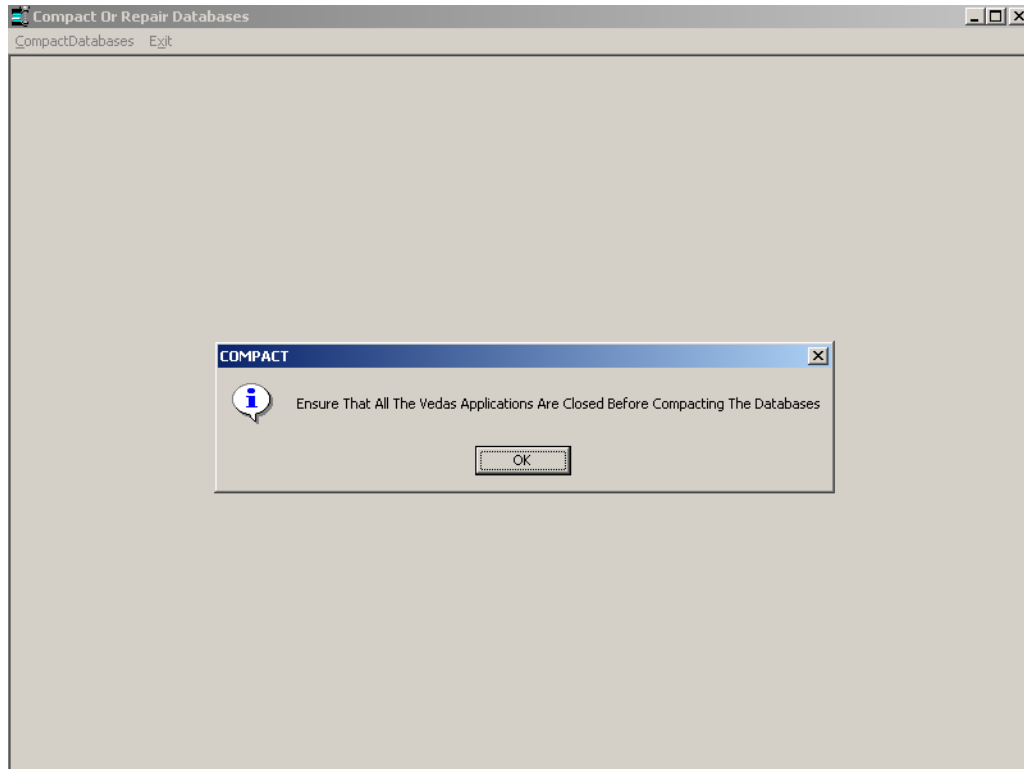 Compact Or Repair Databases
CompactDatabases Exit
COMPACT
Ensure That All The Vedas Applications Are Closed Before Compacting The Databases
OK